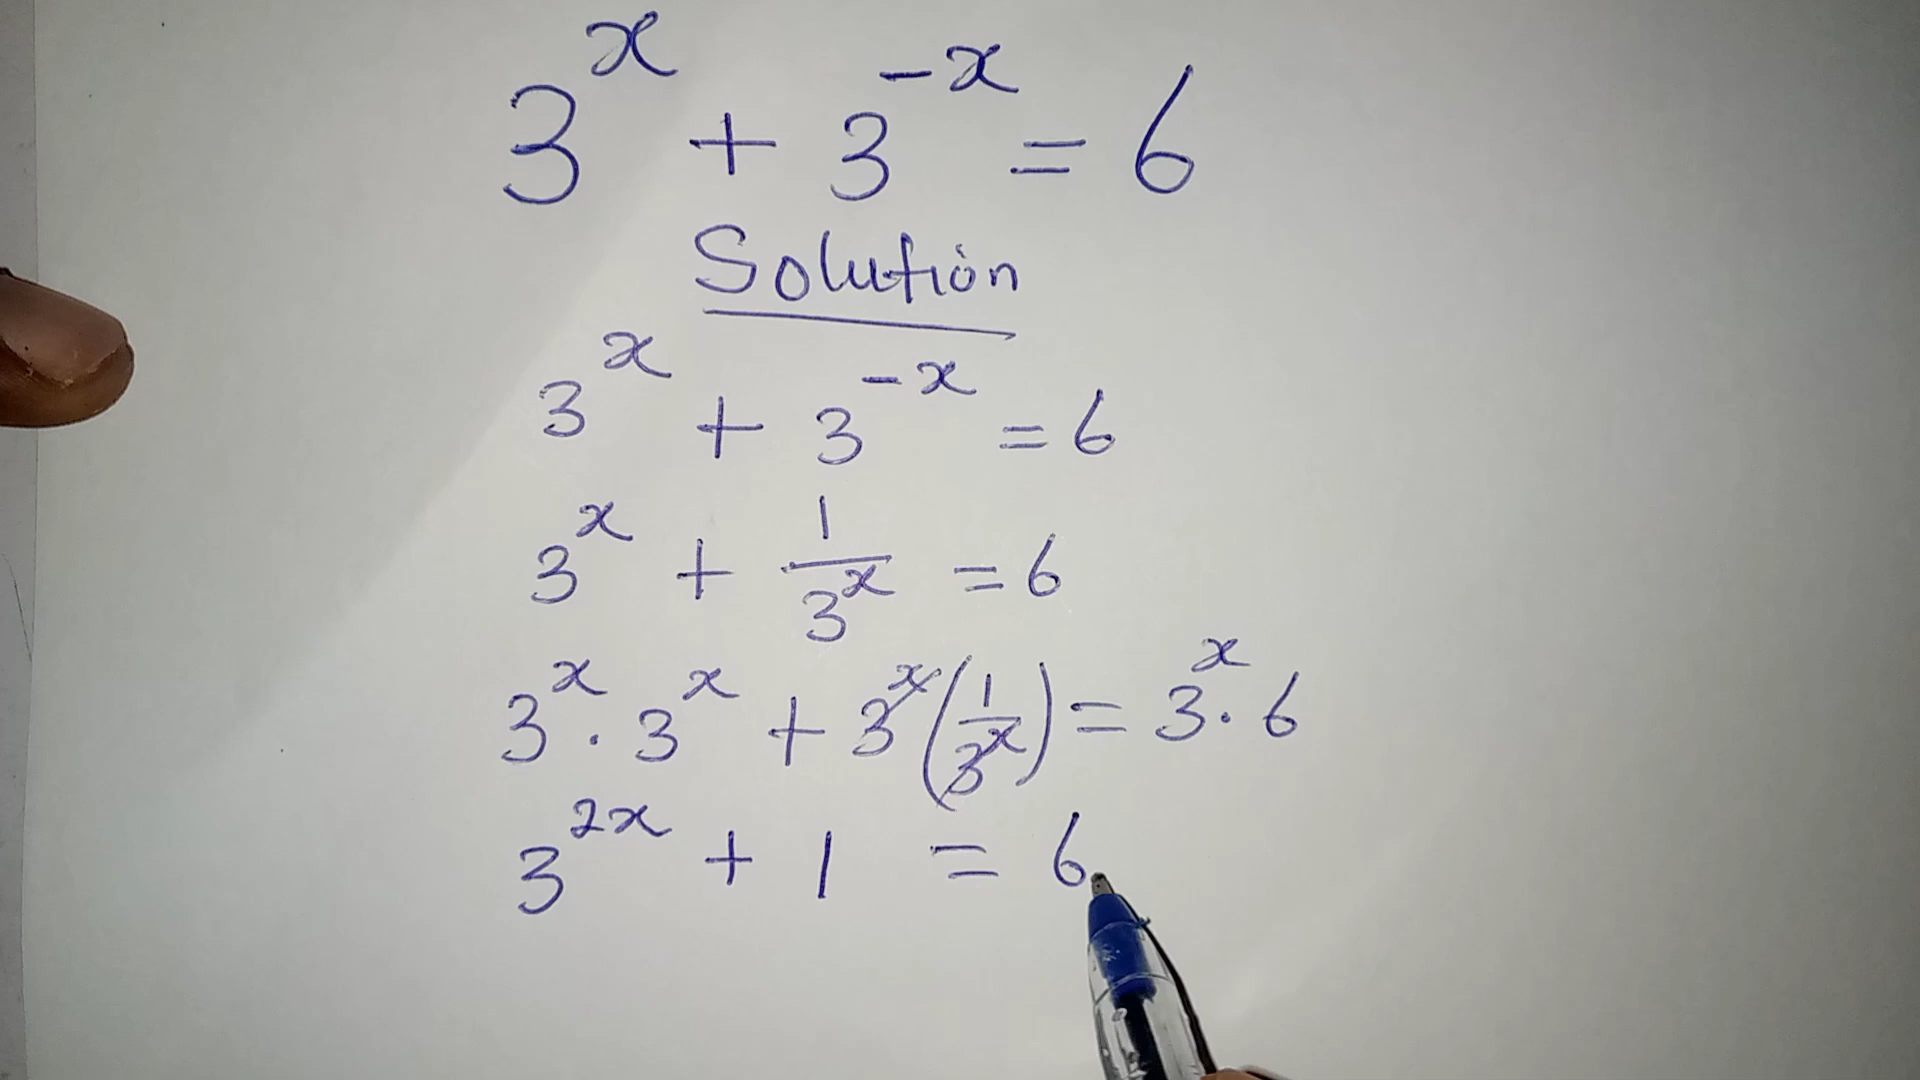 3^x + 3^-x = 6
Solution
3^x + 3^-x = 6
3^x + 1/3^x = 6
3^x · 3^x + 3^x(1/3^x) = 3^x · 6
3^2x + 1 = 6